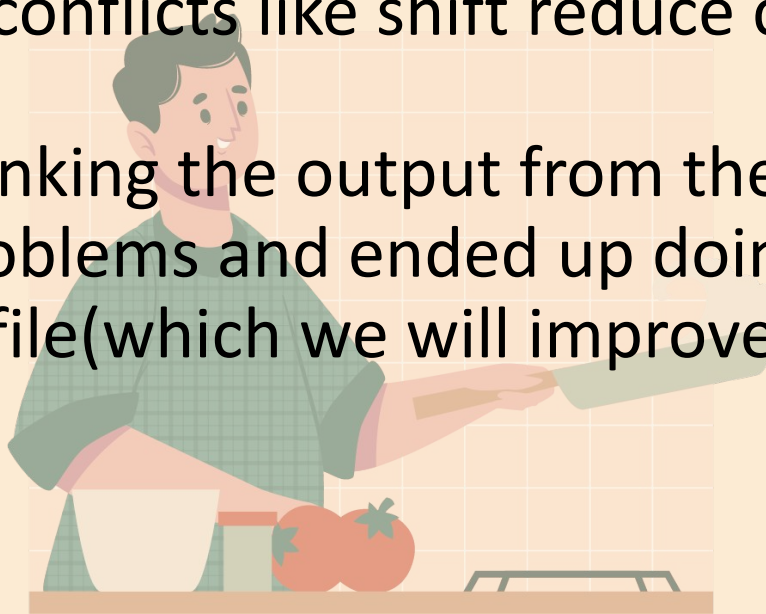 conflicts like shift reduce
nking the output from the
oblems and ended up doin
file(which we will improve